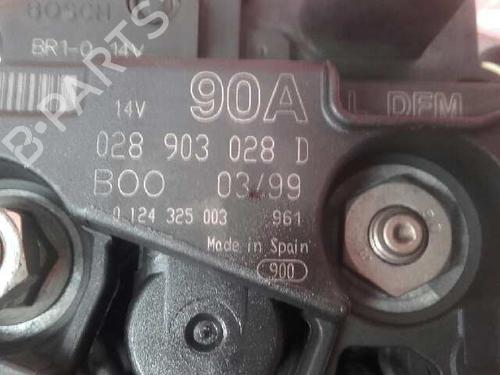 BOSCH
BR1-O 14V
14V 90A L DFM
028 903 028 D
BOO 03/99
0 124 325 003 961
Made in Spain
900
B-PARTS